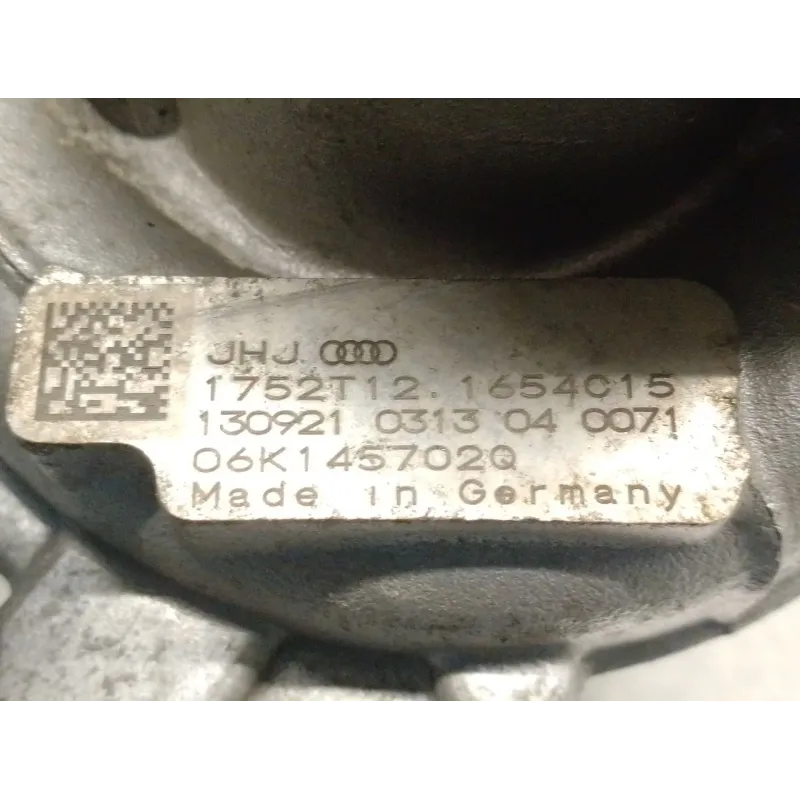 JHJ
1752T12.1654C15
130921 0313 04 0071
06K145702Q
Made in Germany